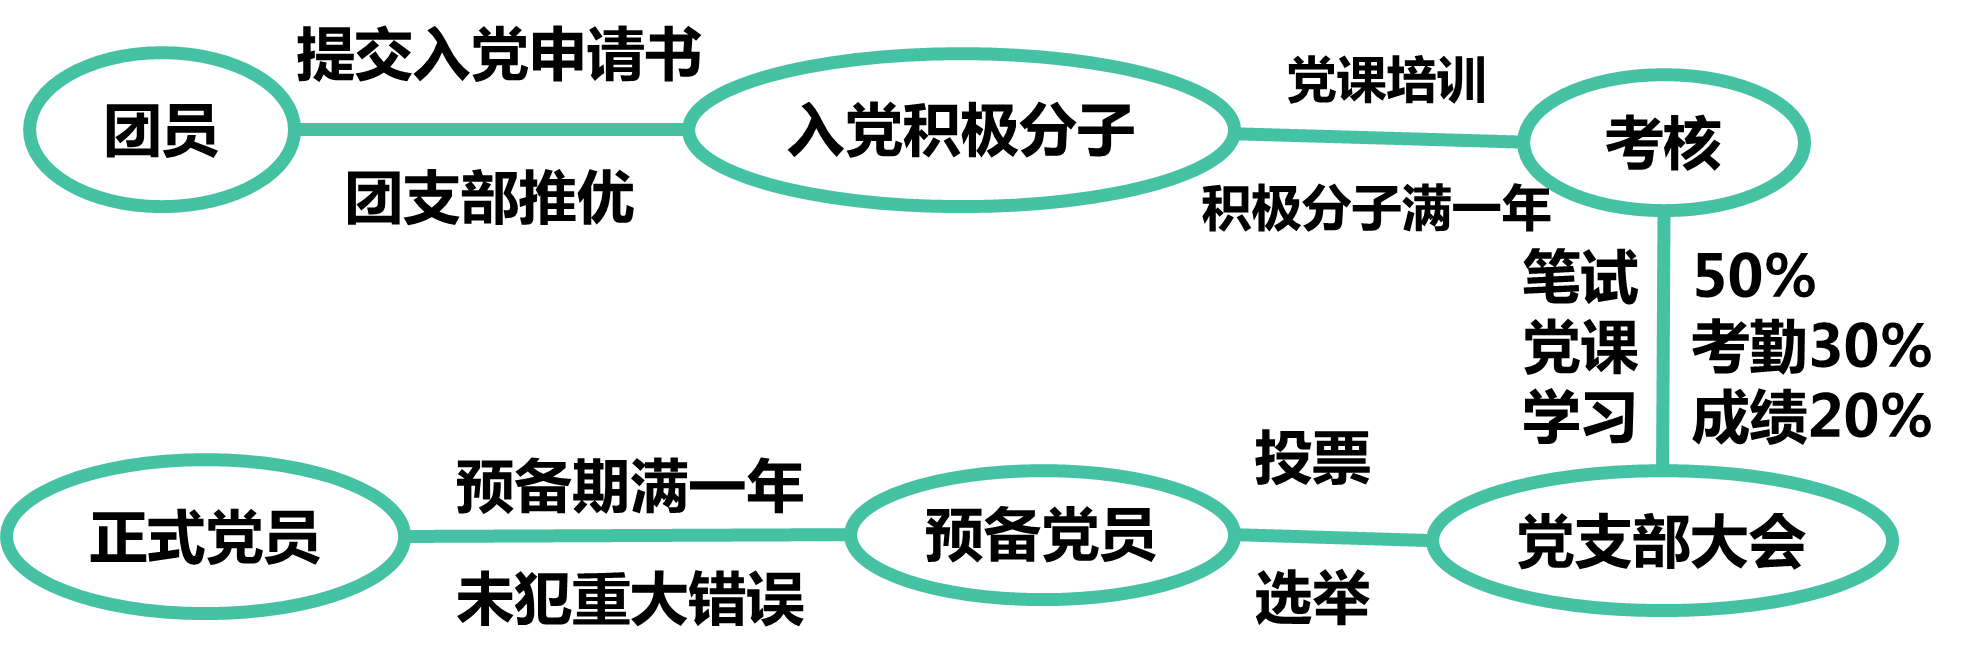 提交入党申请书
团员
团支部推优
入党积极分子
党课培训
积极分子满一年
考核
笔试 50%
党课 考勤30%
学习 成绩20%
党支部大会
投票
选举
预备党员
预备期满一年
未犯重大错误
正式党员